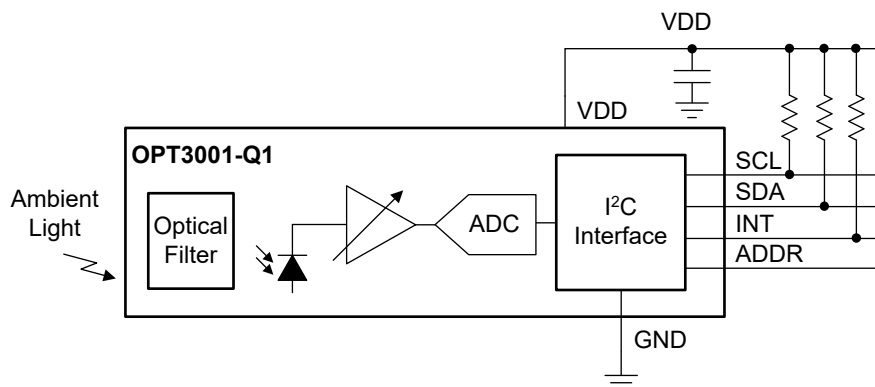 VDD
VDD
OPT3001-Q1
Ambient
Light
Optical
Filter
ADC
I²C
Interface
SCL
SDA
INT
ADDR
GND